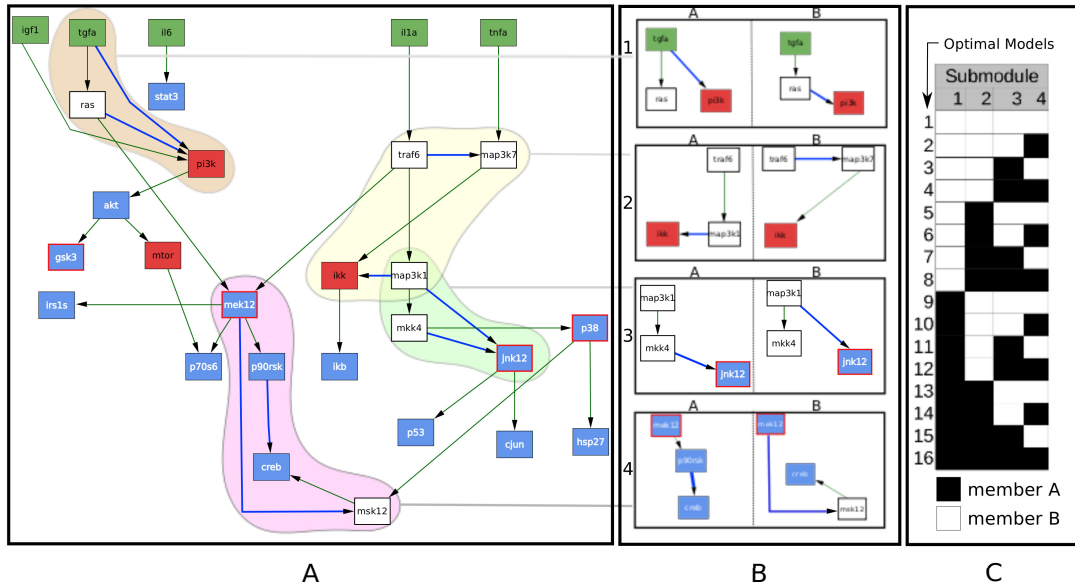 igf1
tgfa
il6
il1a
tnfa
stat3
ras
traf6
map3k7
pi3k
akt
gsk3
mtor
ikk
map3k1
irs1s
mek12
mkk4
p38
p70s6
p90rsk
ikb
jnk12
p53
cjun
hsp27
creb
msk12
A
A
B
1
tgfa
ras
pi3k
tgfa
ras
pi3k
A
B
2
traf6
ikk
map3k1
traf6
map3k7
ikk
A
B
3
map3k1
mkk4
jnk12
map3k1
mkk4
jnk12
A
B
4
mek12
p90rsk
creb
mek12
creb
msk12
B
Optimal Models
Submodule
1 2 3 4
1
2
3
4
5
6
7
8
9
10
11
12
13
14
15
16
member A
member B
C